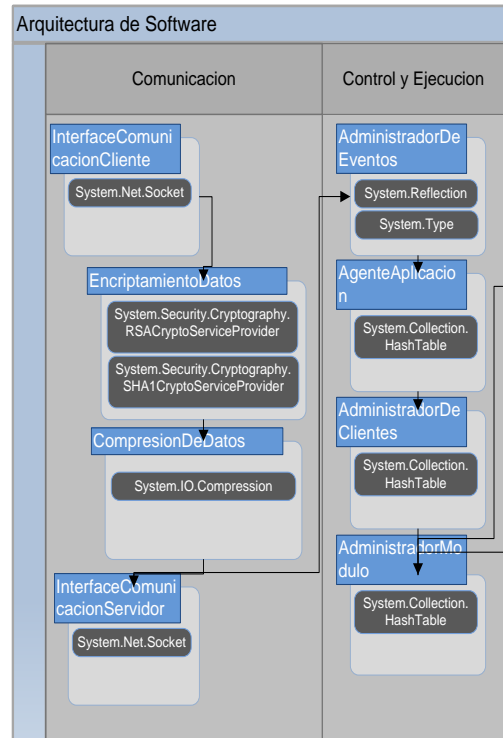 Arquitectura de Software
Comunicacion
InterfaceComuni
cacionCliente
System.Net.Socket
EncriptamientoDatos
System.Security.Cryptography.
RSACryptoServiceProvider
System.Security.Cryptography.
SHA1CryptoServiceProvider
CompresionDeDatos
System.IO.Compression
InterfaceComuni
cacionServidor
System.Net.Socket
Control y Ejecucion
AdministradorDe
Eventos
System.Reflection
System.Type
AgenteAplicacio
n
System.Collection.
HashTable
AdministradorDe
Clientes
System.Collection.
HashTable
AdministradorMo
dulo
System.Collection.
HashTable